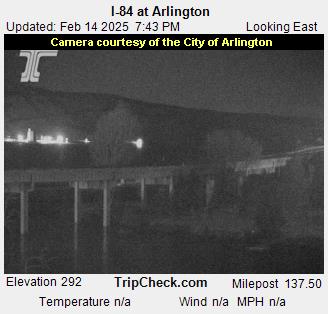 I-84 at Arlington
Updated: Feb 14 2025 7:43 PM Looking East
Camera courtesy of the City of Arlington
Elevation 292 TripCheck.com Milepost 137.50
Temperature n/a Wind n/a MPH n/a